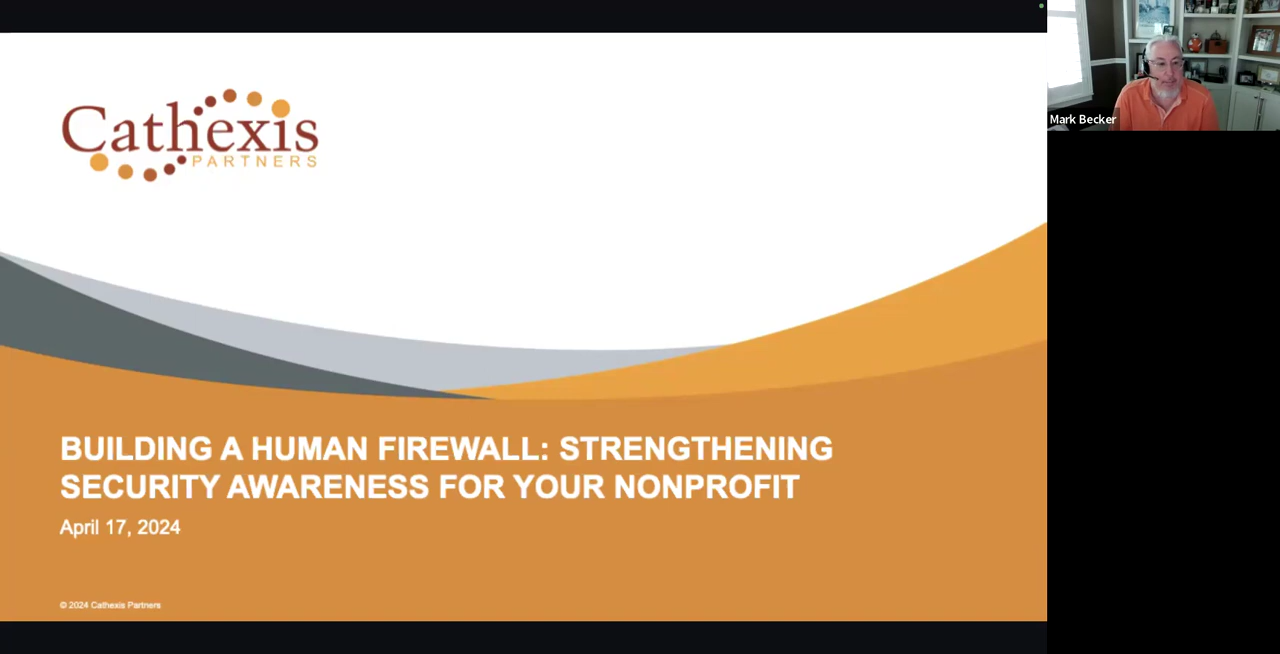 Cathexis
PARTNERS
Mark Becker
BUILDING A HUMAN FIREWALL: STRENGTHENING
SECURITY AWARENESS FOR YOUR NONPROFIT
April 17, 2024
© 2024 Cathexis Partners